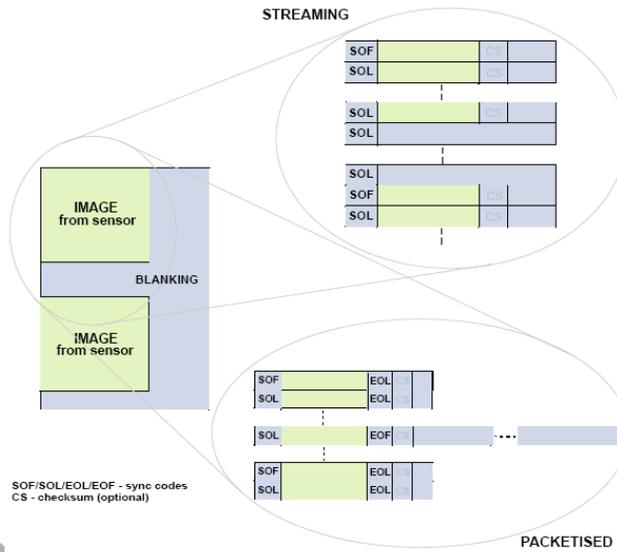 STREAMING
SOF CS
SOL CS
SOL CS
SOL
SOL
SOF CS
SOL CS
IMAGE
from sensor
BLANKING
IMAGE
from sensor
SOF EOL CS
SOL EOL CS
SOL EOF CS
SOF EOL CS
SOL EOL CS
SOF/SOL/EOL/EOF - sync codes
CS - checksum (optional)
PACKETISED